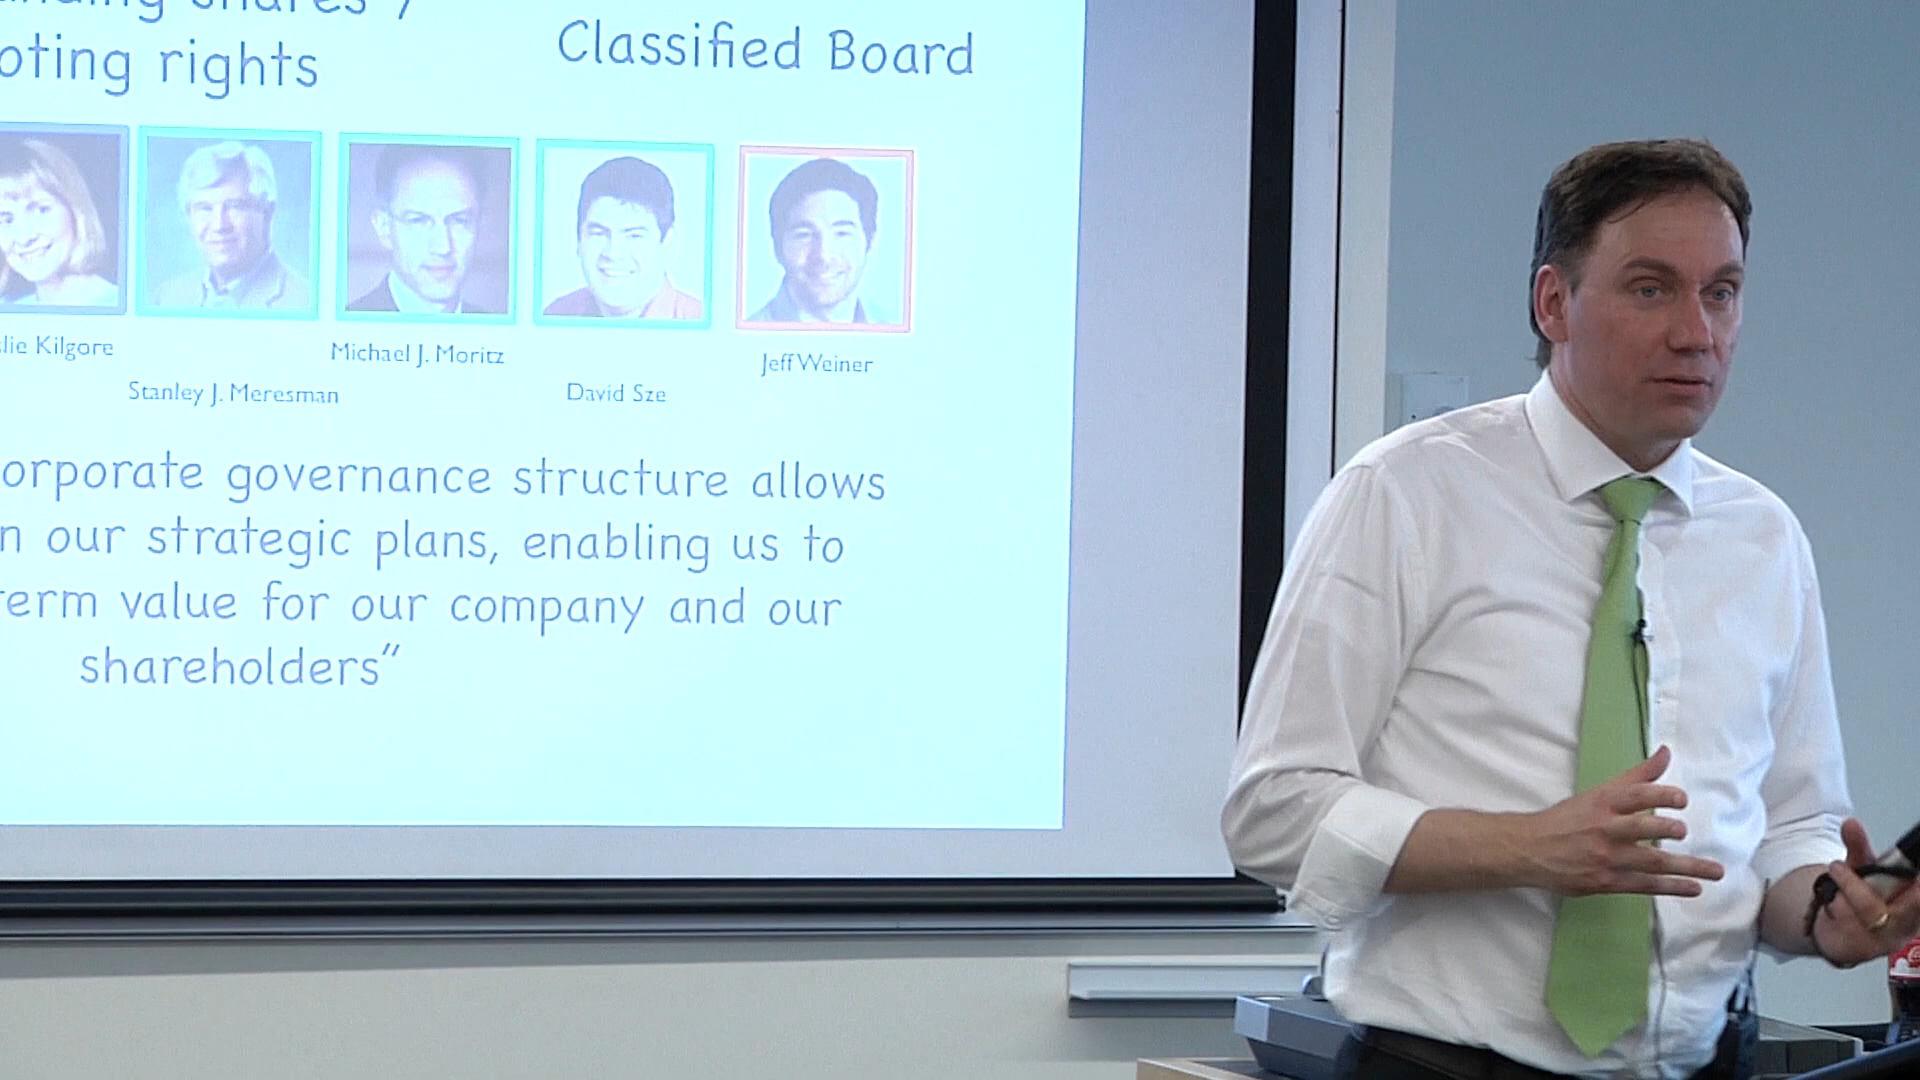 shares /
oting rights
Classified Board
lie Kilgore
Stanley J. Meresman
Michael J. Moritz
David Sze
Jeff Weiner
orporate governance structure allows
n our strategic plans, enabling us to
erm value for our company and our
shareholders”